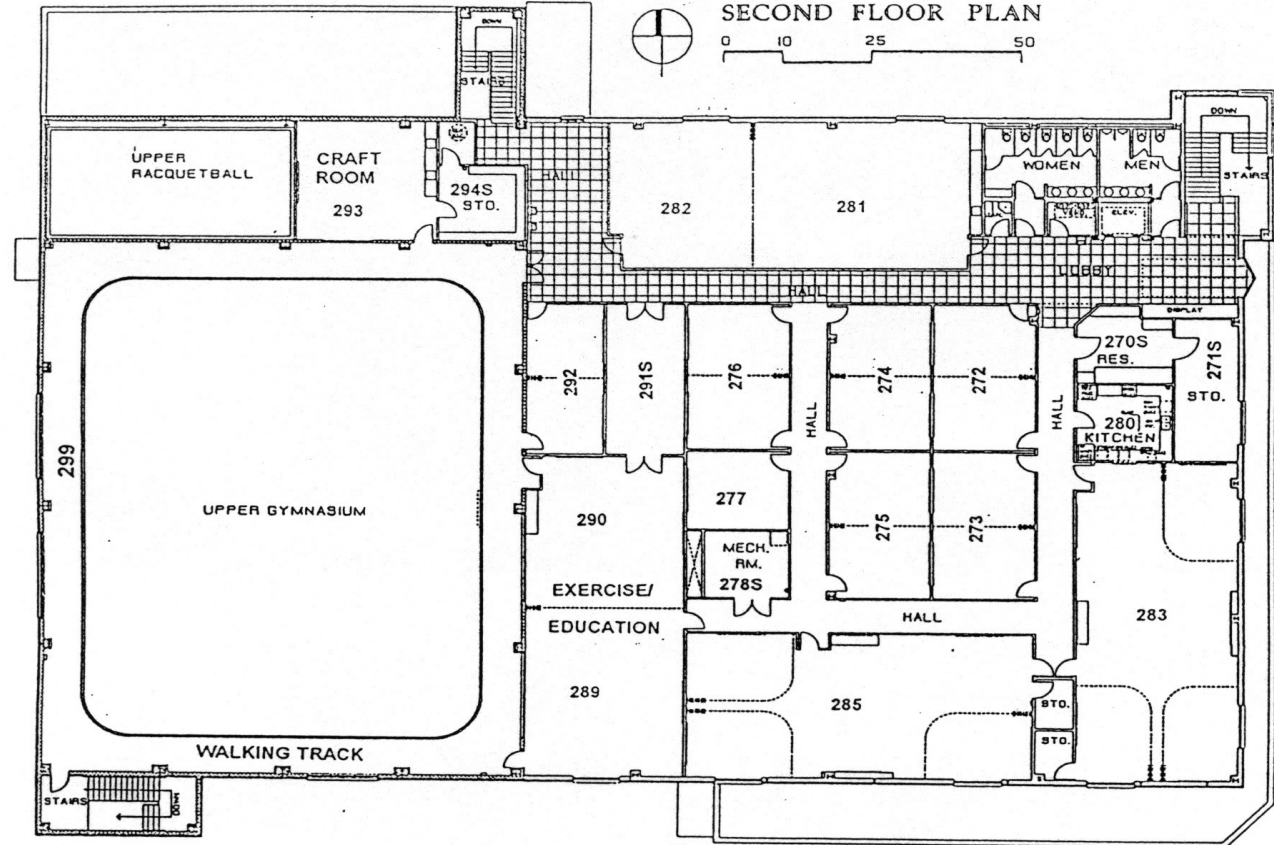 SECOND FLOOR PLAN
0 10 25 50
DOWN
STAIRS
DOWN
STAIRS
UPPER
RACQUETBALL
CRAFT
ROOM
293
294S
STO.
HALL
282
281
WOMEN
MEN
ELEV.
LOBBY
HALL
DISPLAY
292
291S
276
HALL
274
272
HALL
270S
RES.
271S
STO.
280
KITCHEN
299
UPPER GYMNASIUM
290
277
275
273
MECH.
RM.
278S
EXERCISE/
EDUCATION
HALL
283
289
285
STO.
STO.
WALKING TRACK
STAIRS
DOWN